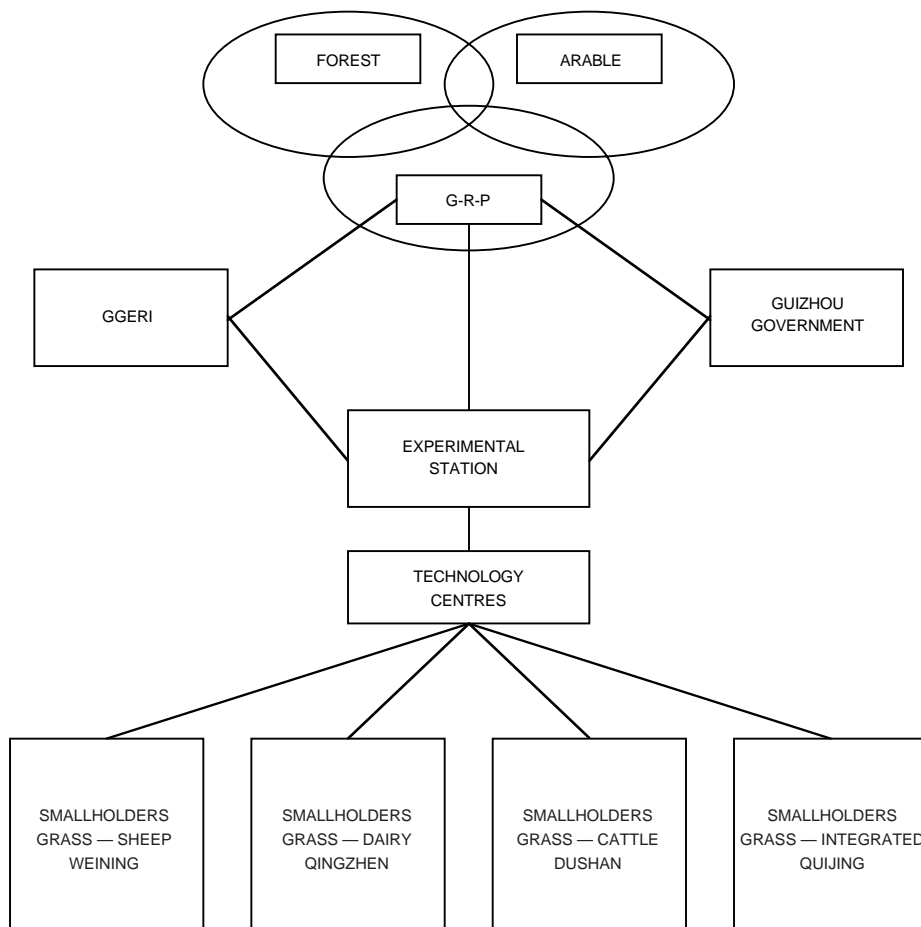 FOREST
ARABLE
G-R-P
GGERI
GUIZHOU
GOVERNMENT
EXPERIMENTAL
STATION
TECHNOLOGY
CENTRES
SMALLHOLDERS
GRASS — SHEEP
WEINING
SMALLHOLDERS
GRASS — DAIRY
QINGZHEN
SMALLHOLDERS
GRASS — CATTLE
DUSHAN
SMALLHOLDERS
GRASS — INTEGRATED
QUIJING